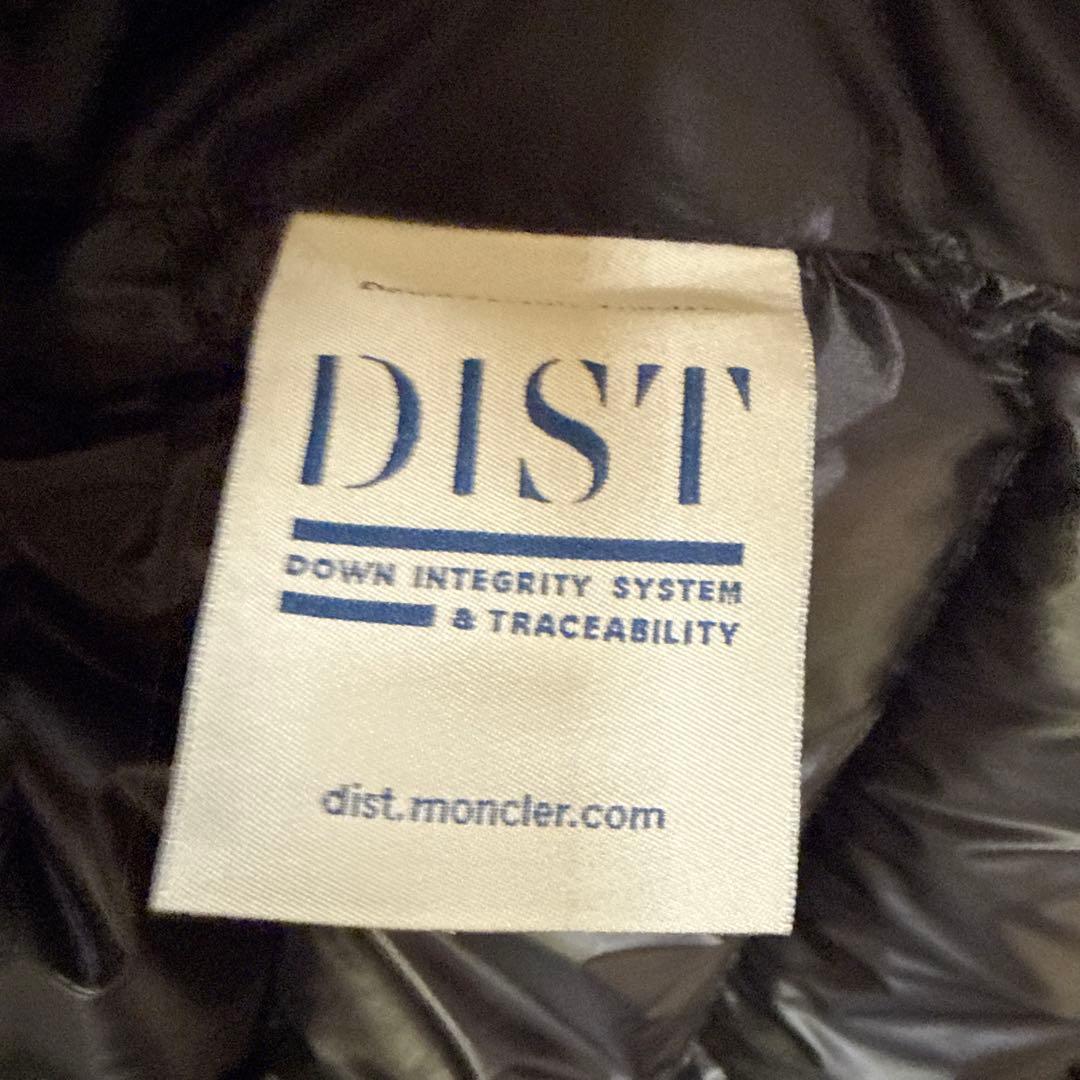 DIST
DOWN INTEGRITY SYSTEM
& TRACEABILITY
dist.moncler.com